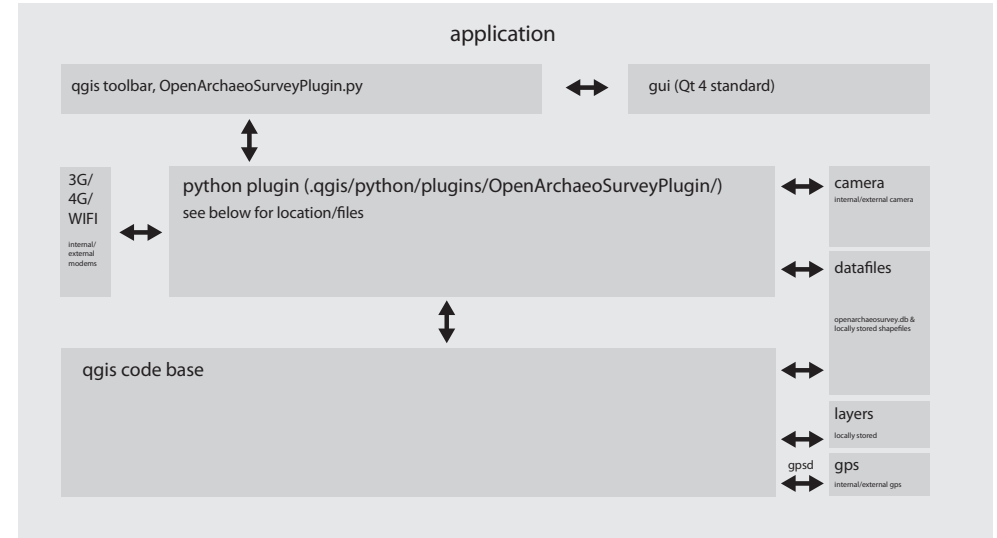 application
qgis toolbar, OpenArchaeoSurveyPlugin.py
gui (Qt 4 standard)
3G/
4G/
WIFI
internal/
external
modems
python plugin (.qgis/python/plugins/OpenArchaeoSurveyPlugin/)
see below for location/files
camera
internal/external camera
datafiles
openarchaeosurvey.db &
locally stored shapefiles
qgis code base
layers
locally stored
gpsd
gps
internal/external gps